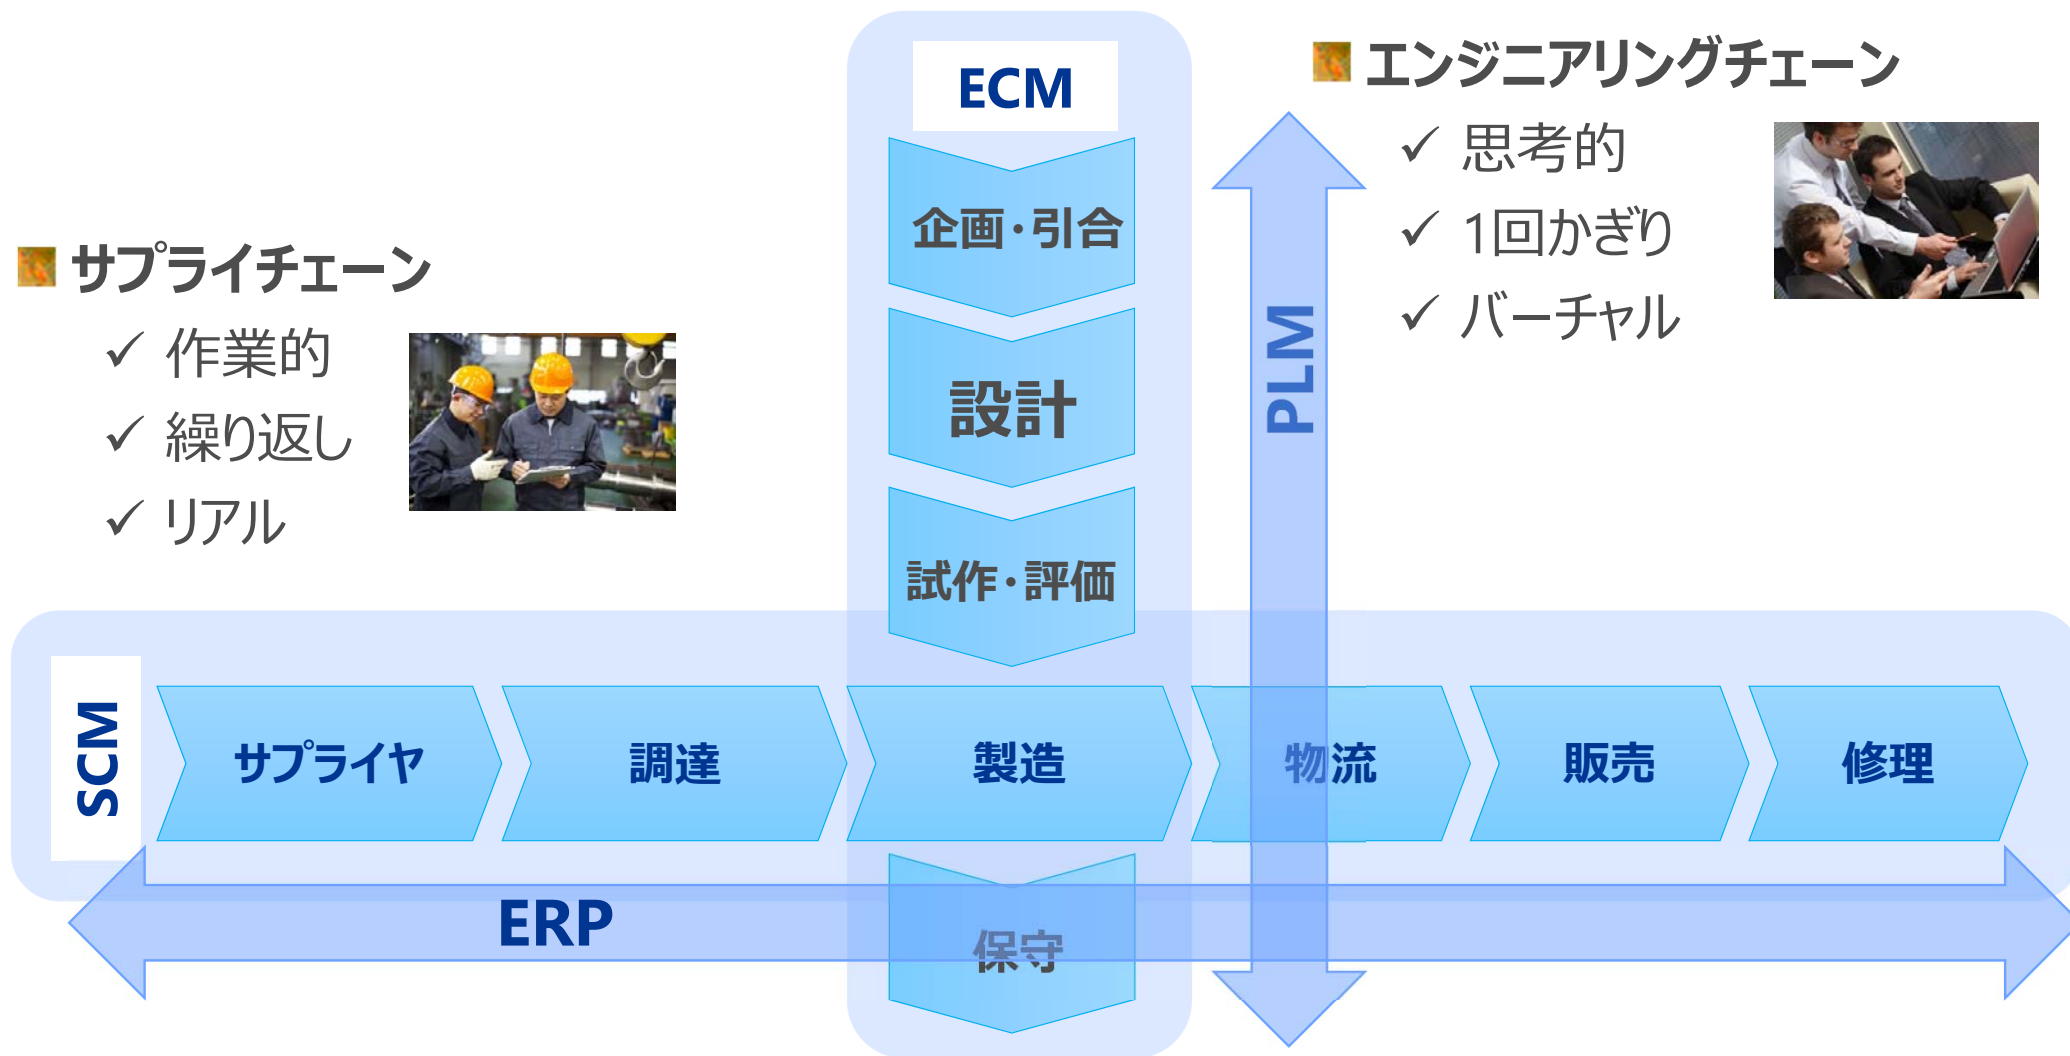 ECM
企画・引合
設計
試作・評価
エンジニアリングチェーン
✓ 思考的
✓ 1回かぎり
✓ バーチャル
PLM
サプライチェーン
✓ 作業的
✓ 繰り返し
✓ リアル
SCM
サプライヤ
調達
製造
物流
販売
修理
ERP
保守